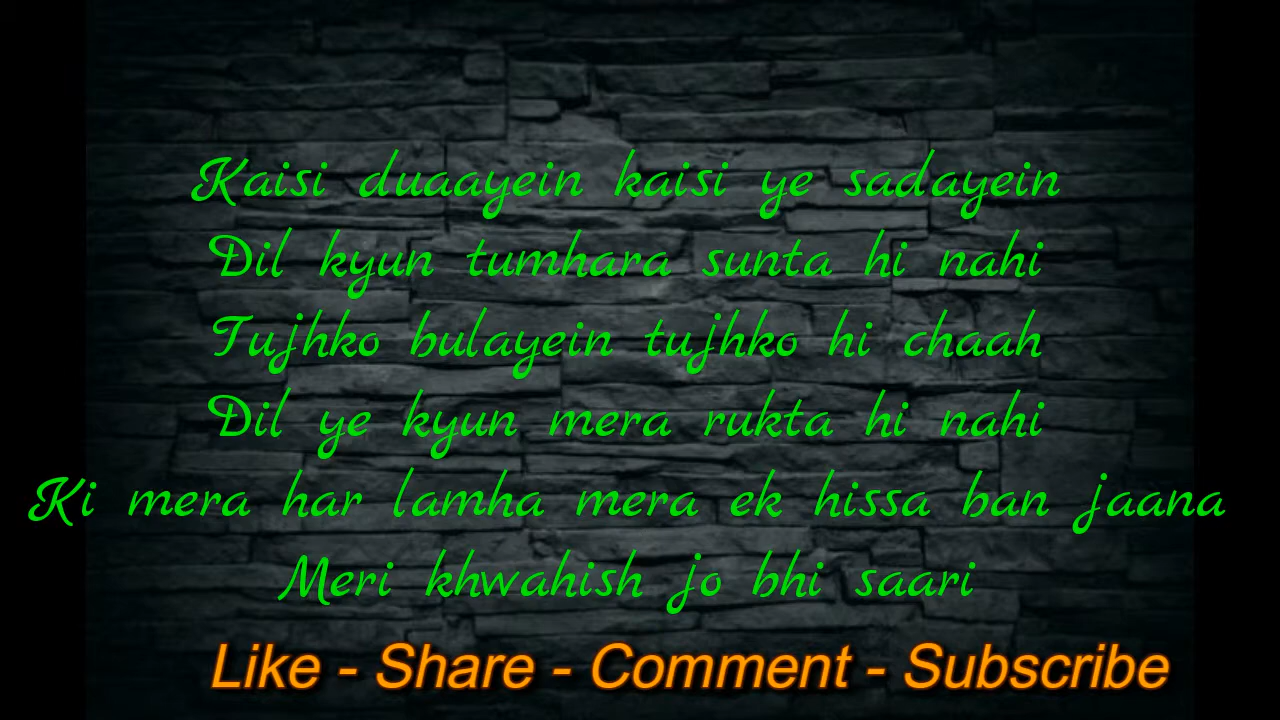 Kaisi duaayein kaisi ye sadayein
Dil kyun tumhara sunta hi nahi
Tujhko bulayein tujhko hi chaah
Dil ye kyun mera rukta hi nahi
Ki mera har lamha mera ek hissa ban jaana
Meri khwahish jo bhi saari
Like - Share - Comment - Subscribe